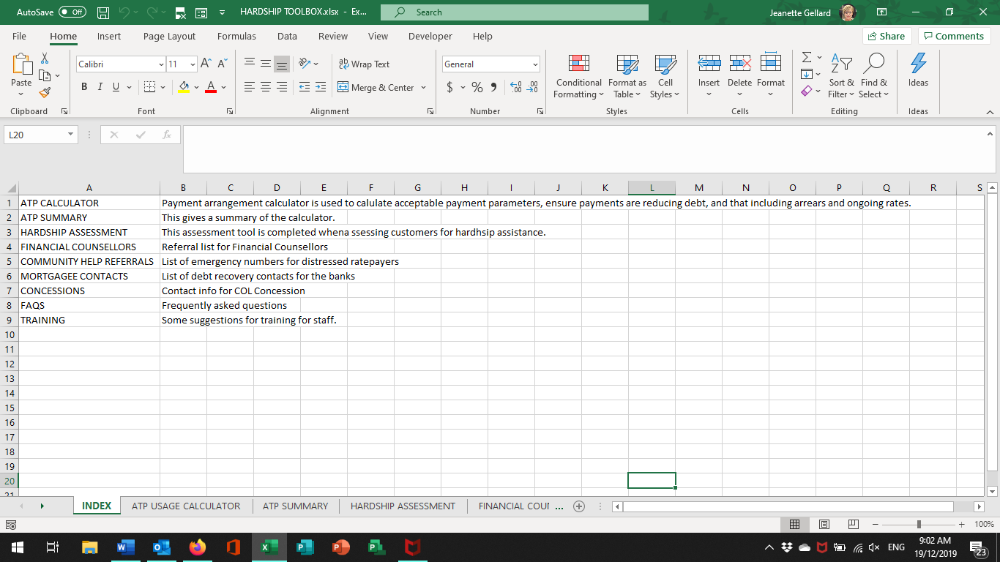 AutoSave Off HARDSHIP TOOLBOX.xlsx - Ex... Search Jeanette Gellard
File Home Insert Page Layout Formulas Data Review View Developer Help Share Comments
Paste Calibri 11 A A Wrap Text General Conditional Formatting Format as Table Cell Styles Insert Delete Format Sort & Filter Find & Select Ideas
B I U A Merge & Center $ % 9 .00 .00
Clipboard Font Alignment Number Styles Cells Editing Ideas
L20 fx
A B C D E F G H I J K L M N O P Q R S
1 ATP CALCULATOR Payment arrangement calculator is used to calulate acceptable payment parameters, ensure payments are reducing debt, and that including arrears and ongoing rates.
2 ATP SUMMARY This gives a summary of the calculator.
3 HARDSHIP ASSESSMENT This assessment tool is completed whena ssessing customers for hardhsip assistance.
4 FINANCIAL COUNSELLORS Referral list for Financial Counsellors
5 COMMUNITY HELP REFERRALS List of emergency numbers for distressed ratepayers
6 MORTGAGEE CONTACTS List of debt recovery contacts for the banks
7 CONCESSIONS Contact info for COL Concession
8 FAQS Frequently asked questions
9 TRAINING Some suggestions for training for staff.
10
11
12
13
14
15
16
17
18
19
20
21
INDEX ATP USAGE CALCULATOR ATP SUMMARY HARDSHIP ASSESSMENT FINANCIAL COUI ...
100%
ENG 9:02 AM
19/12/2019 23